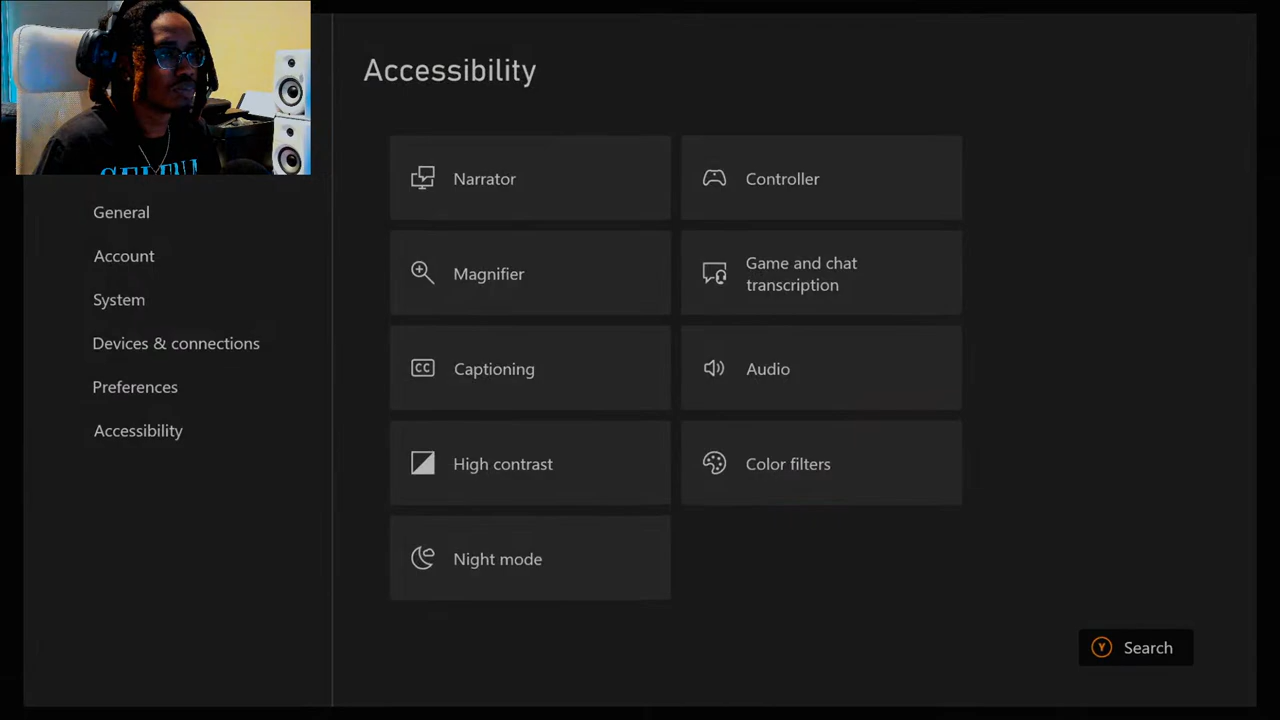 Accessibility
General
Account
System
Devices & connections
Preferences
Accessibility
Narrator
Controller
Magnifier
Game and chat
transcription
CC
Captioning
Audio
High contrast
Color filters
Night mode
Y Search